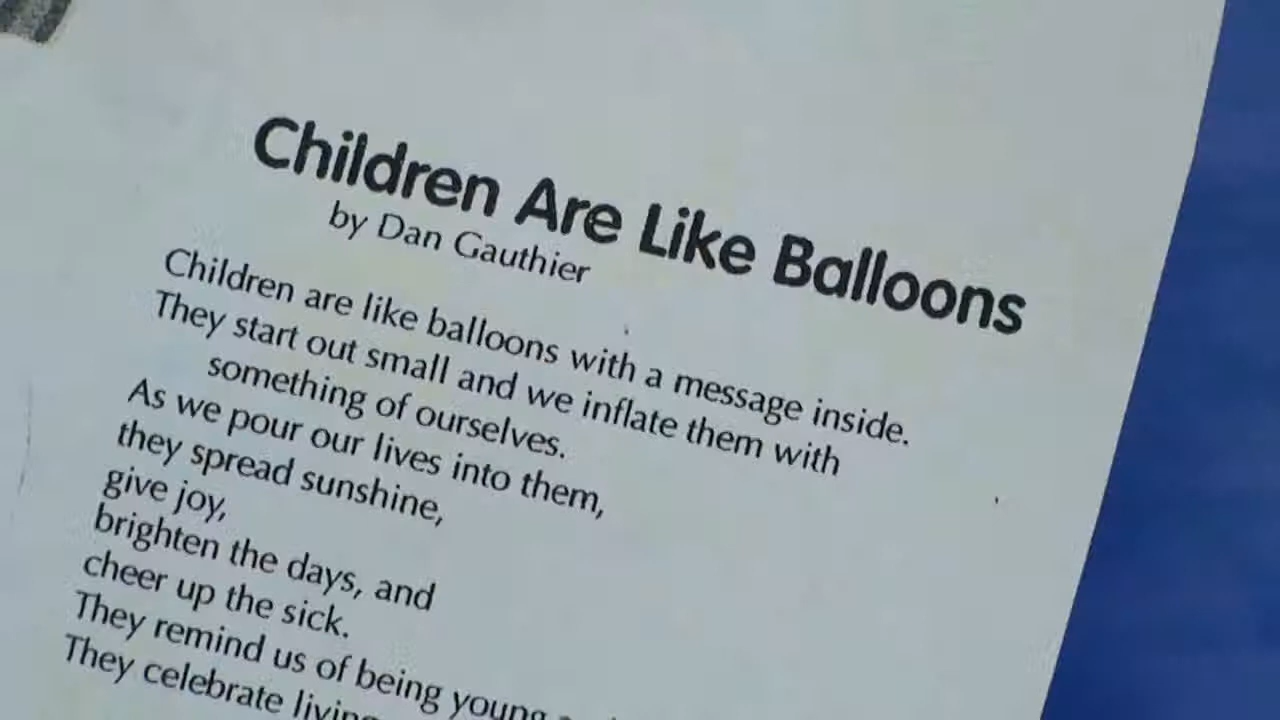 Children Are Like Balloons
by Dan Gauthier
Children are like balloons with a message inside.
They start out small and we inflate them with
something of ourselves.
As we pour our lives into them,
they spread sunshine,
give joy,
brighten the days, and
cheer up the sick.
They remind us of being young
They celebrate living